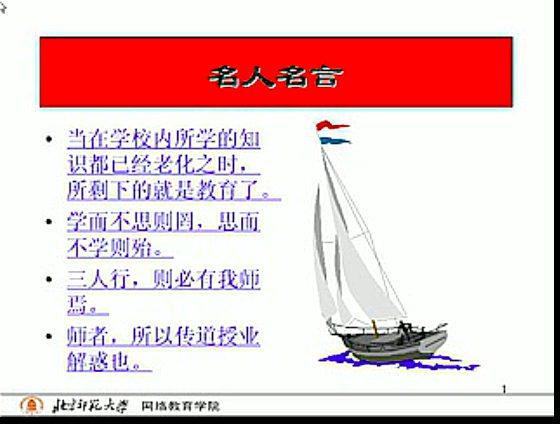 名人名言
• 当在学校内所学的知
识都已经老化之时，
所剩下的就是教育了。
• 学而不思则罔，思而
不学则殆。
• 三人行，则必有我师
焉。
• 师者，所以传道授业
解惑也。
1
北京师范大学 网络教育学院